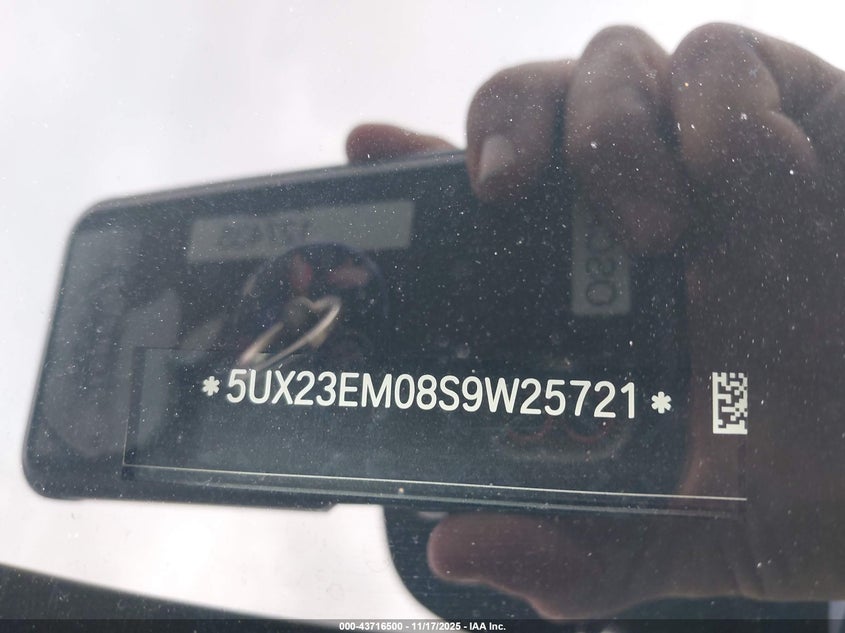 *5UX23EM08S9W25721*
000-43716500 - 11/17/2025 - IAA Inc.